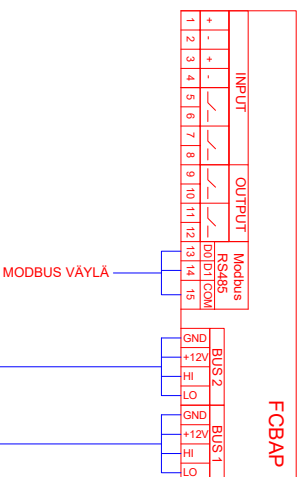 1 +
2 -
3 +
4 -
5
6
7
8
9
10
11
12
13 D0
14 D1
15 COM
INPUT
OUTPUT
Modbus
RS485
MODBUS VÄYLÄ
FCBAP
GND
+12V
HI
LO
BUS 2
GND
+12V
HI
LO
BUS 1